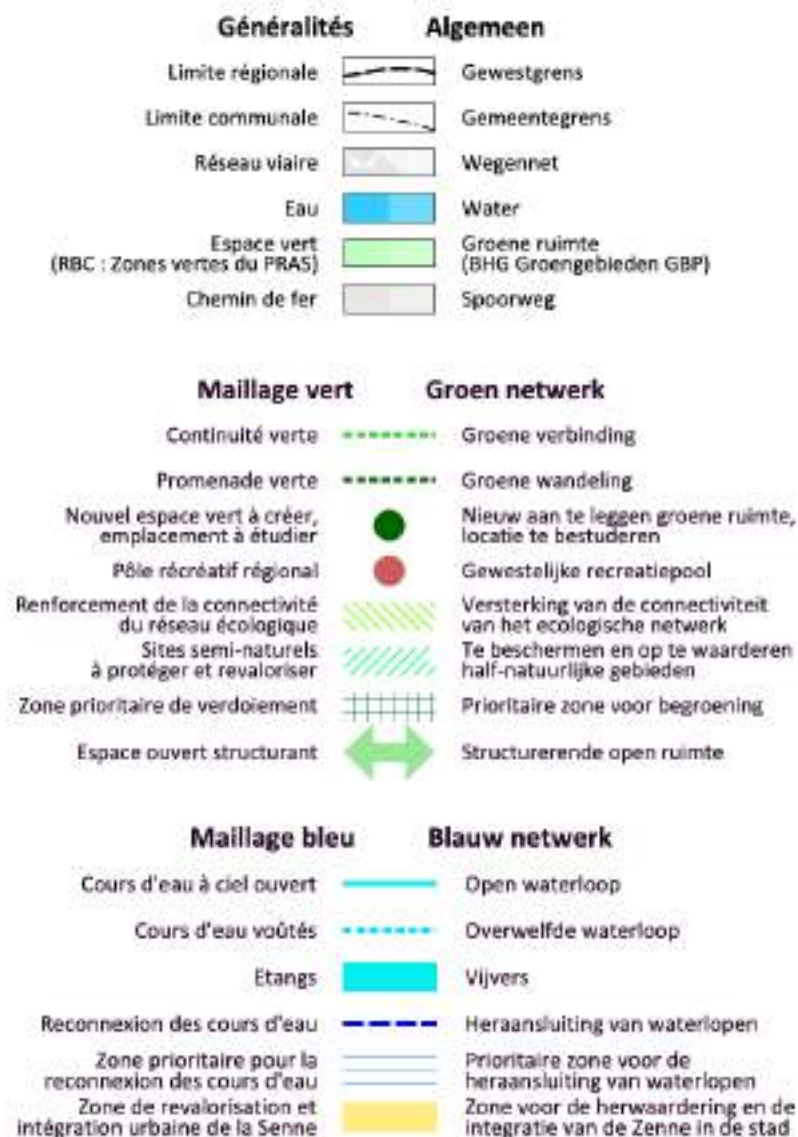 Généralités Algemeen
Limite régionale Gewestgrens
Limite communale Gemeentegrens
Réseau viaire Wegennet
Eau Water
Espace vert Groene ruimte
(RBC : Zones vertes du PRAS) (BHG Groengebieden GBP)
Chemin de fer Spoorweg
Maillage vert Groen netwerk
Continuité verte Groene verbinding
Promenade verte Groene wandeling
Nouvel espace vert à créer, Nieuw aan te leggen groene ruimte,
emplacement à étudier locatie te bestuderen
Pôle récréatif régional Gewestelijke recreatiepool
Renforcement de la connectivité Versterking van de connectiviteit
du réseau écologique van het ecologische netwerk
Sites semi-naturels Te beschermen en op te waarderen
à protéger et revaloriser half-natuurlijke gebieden
Zone prioritaire de verdoiement Prioritaire zone voor begroening
Espace ouvert structurant Structurerende open ruimte
Maillage bleu Blauw netwerk
Cours d'eau à ciel ouvert Open waterloop
Cours d'eau voûtés Overwelfde waterloop
Etangs Vijvers
Reconnexion des cours d'eau Heraansluiting van waterlopen
Zone prioritaire pour la Prioritaire zone voor de
reconnexion des cours d'eau heraansluiting van waterlopen
Zone de revalorisation et Zone voor de herwaardering en de
intégration urbaine de la Senne integratie van de Zenne in de stad